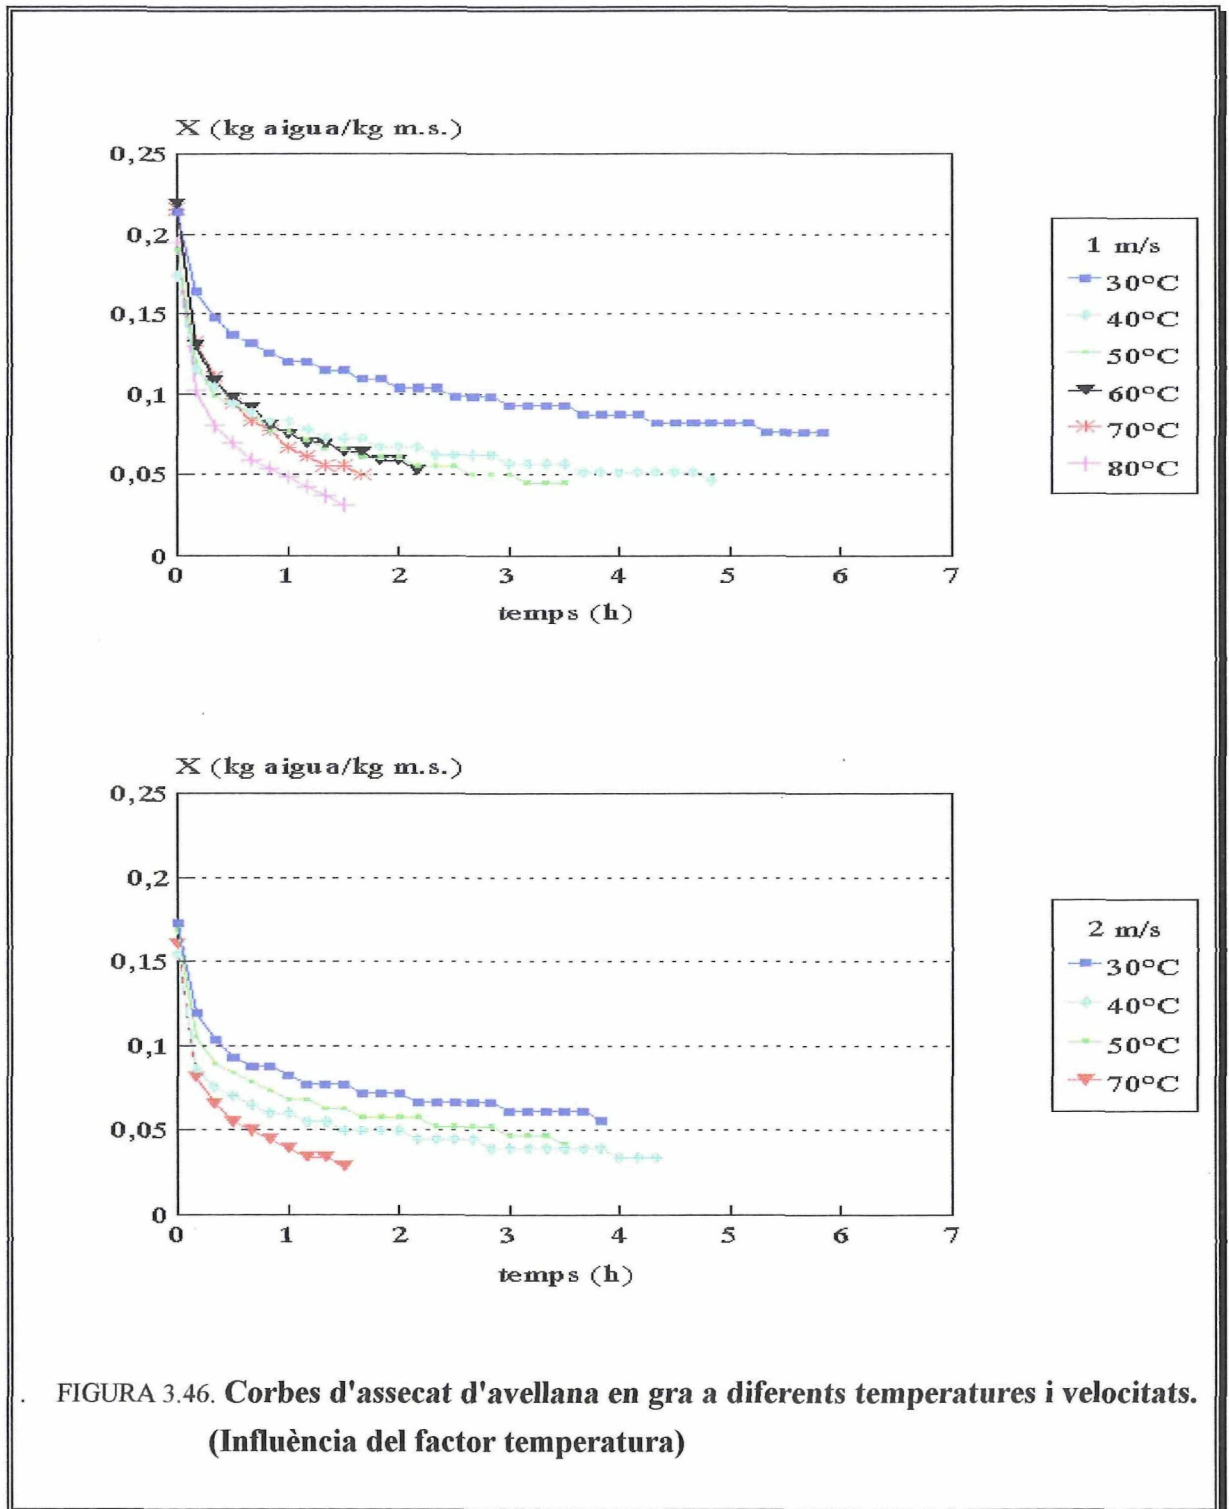 X (kg aigua/kg m.s.)
0,25
0,2
0,15
0,1
0,05
0
0 1 2 3 4 5 6 7
temps (h)
1 m/s
30°C
40°C
50°C
60°C
70°C
80°C
X (kg aigua/kg m.s.)
0,25
0,2
0,15
0,1
0,05
0
0 1 2 3 4 5 6 7
temps (h)
2 m/s
30°C
40°C
50°C
70°C
FIGURA 3.46. Corbes d'assecat d'avellana en gra a diferents temperatures i velocitats.
(Influència del factor temperatura)